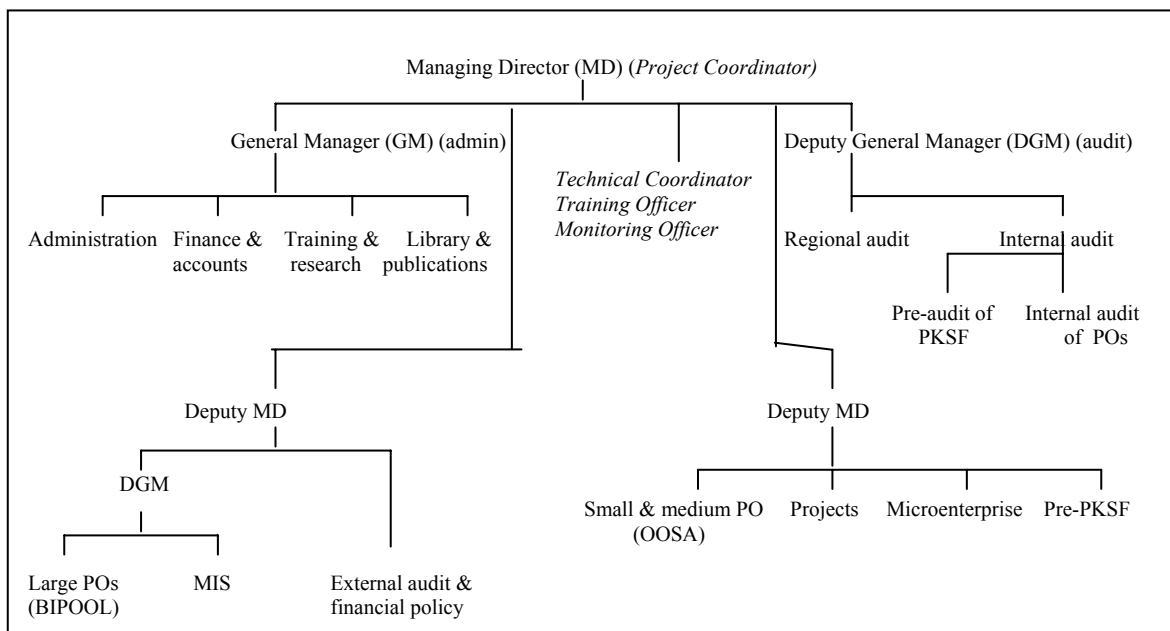 Managing Director (MD) (Project Coordinator)
General Manager (GM) (admin)
Deputy General Manager (DGM) (audit)
Technical Coordinator
Training Officer
Monitoring Officer
Administration
Finance &
accounts
Training &
research
Library &
publications
Regional audit
Internal audit
Pre-audit of
PKSF
Internal audit
of POs
Deputy MD
Deputy MD
DGM
Small & medium PO
(OOSA)
Projects
Microenterprise
Pre-PKSF
Large POs
(BIPOOL)
MIS
External audit &
financial policy